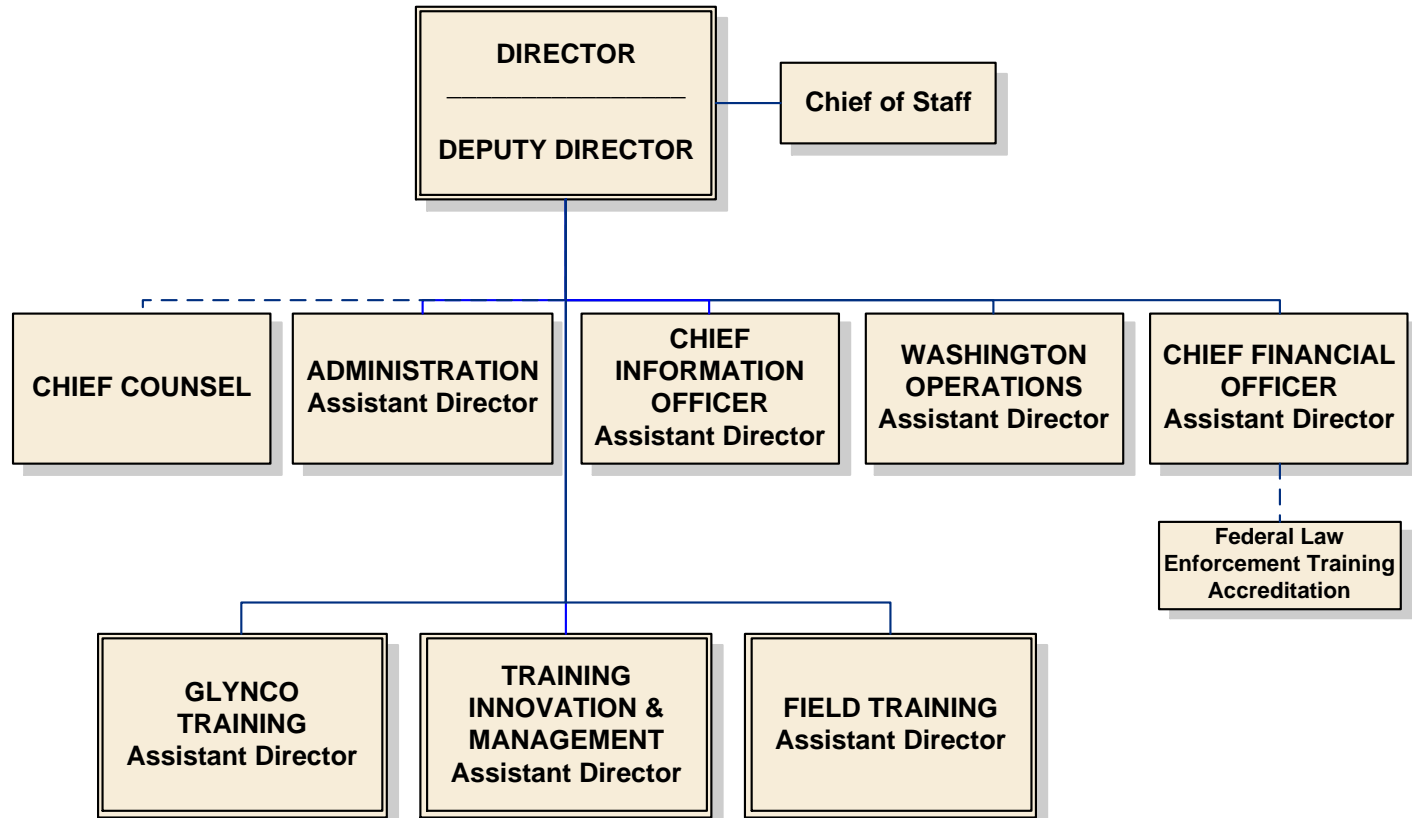 DIRECTOR
________________
DEPUTY DIRECTOR
Chief of Staff
CHIEF COUNSEL
ADMINISTRATION
Assistant Director
CHIEF
INFORMATION
OFFICER
Assistant Director
WASHINGTON
OPERATIONS
Assistant Director
CHIEF FINANCIAL
OFFICER
Assistant Director
Federal Law
Enforcement Training
Accreditation
GLYNCO
TRAINING
Assistant Director
TRAINING
INNOVATION &
MANAGEMENT
Assistant Director
FIELD TRAINING
Assistant Director